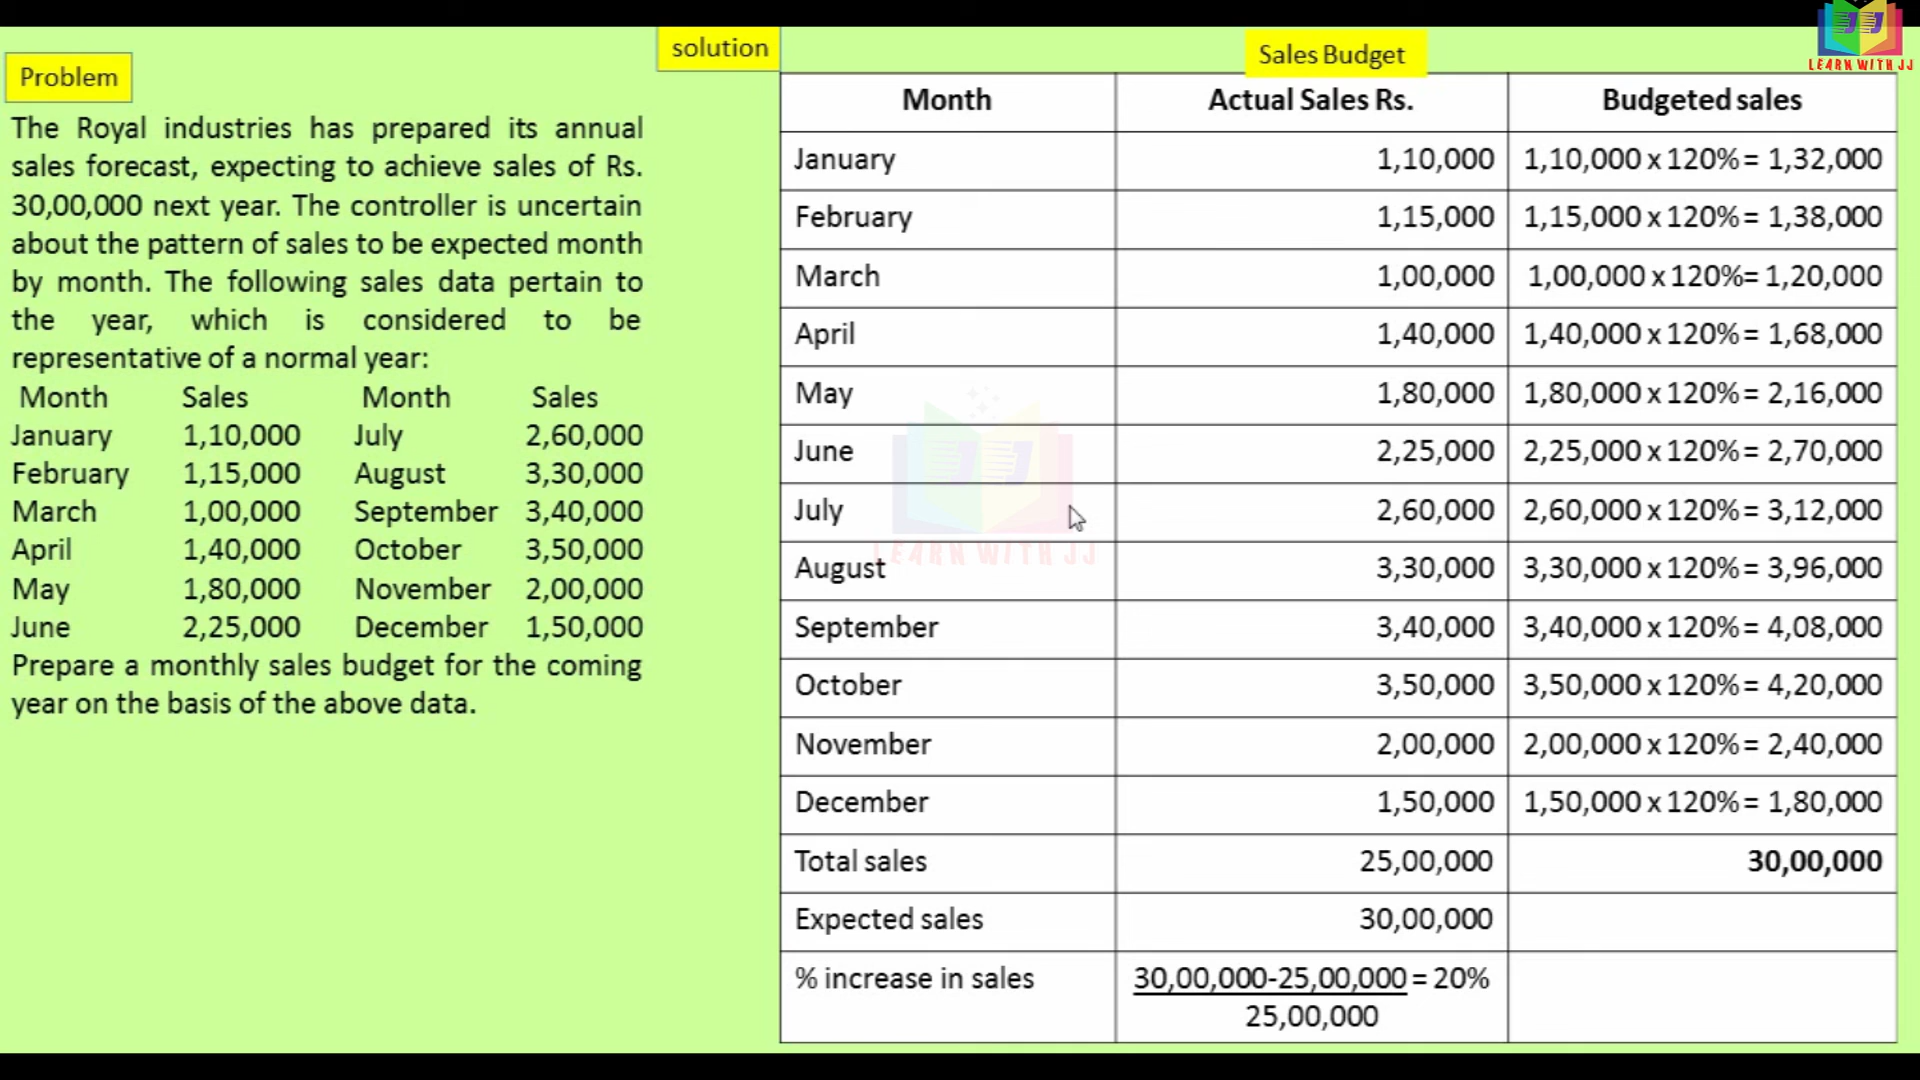 Problem
The Royal industries has prepared its annual
sales forecast, expecting to achieve sales of Rs.
30,00,000 next year. The controller is uncertain
about the pattern of sales to be expected month
by month. The following sales data pertain to
the year, which is considered to be
representative of a normal year:
Month Sales Month Sales
January 1,10,000 July 2,60,000
February 1,15,000 August 3,30,000
March 1,00,000 September 3,40,000
April 1,40,000 October 3,50,000
May 1,80,000 November 2,00,000
June 2,25,000 December 1,50,000
Prepare a monthly sales budget for the coming
year on the basis of the above data.
solution
Sales Budget
JJ
LEARN WITH JJ
Month Actual Sales Rs. Budgeted sales
January 1,10,000 1,10,000 x 120% = 1,32,000
February 1,15,000 1,15,000 x 120% = 1,38,000
March 1,00,000 1,00,000 x 120%= 1,20,000
April 1,40,000 1,40,000 x 120% = 1,68,000
May 1,80,000 1,80,000 x 120% = 2,16,000
June 2,25,000 2,25,000 x 120% = 2,70,000
July 2,60,000 2,60,000 x 120% = 3,12,000
August 3,30,000 3,30,000 x 120% = 3,96,000
September 3,40,000 3,40,000 x 120% = 4,08,000
October 3,50,000 3,50,000 x 120% = 4,20,000
November 2,00,000 2,00,000 x 120% = 2,40,000
December 1,50,000 1,50,000 x 120% = 1,80,000
Total sales 25,00,000 30,00,000
Expected sales 30,00,000
% increase in sales 30,00,000-25,00,000 = 20%
25,00,000
JJ
LEARN WITH JJ